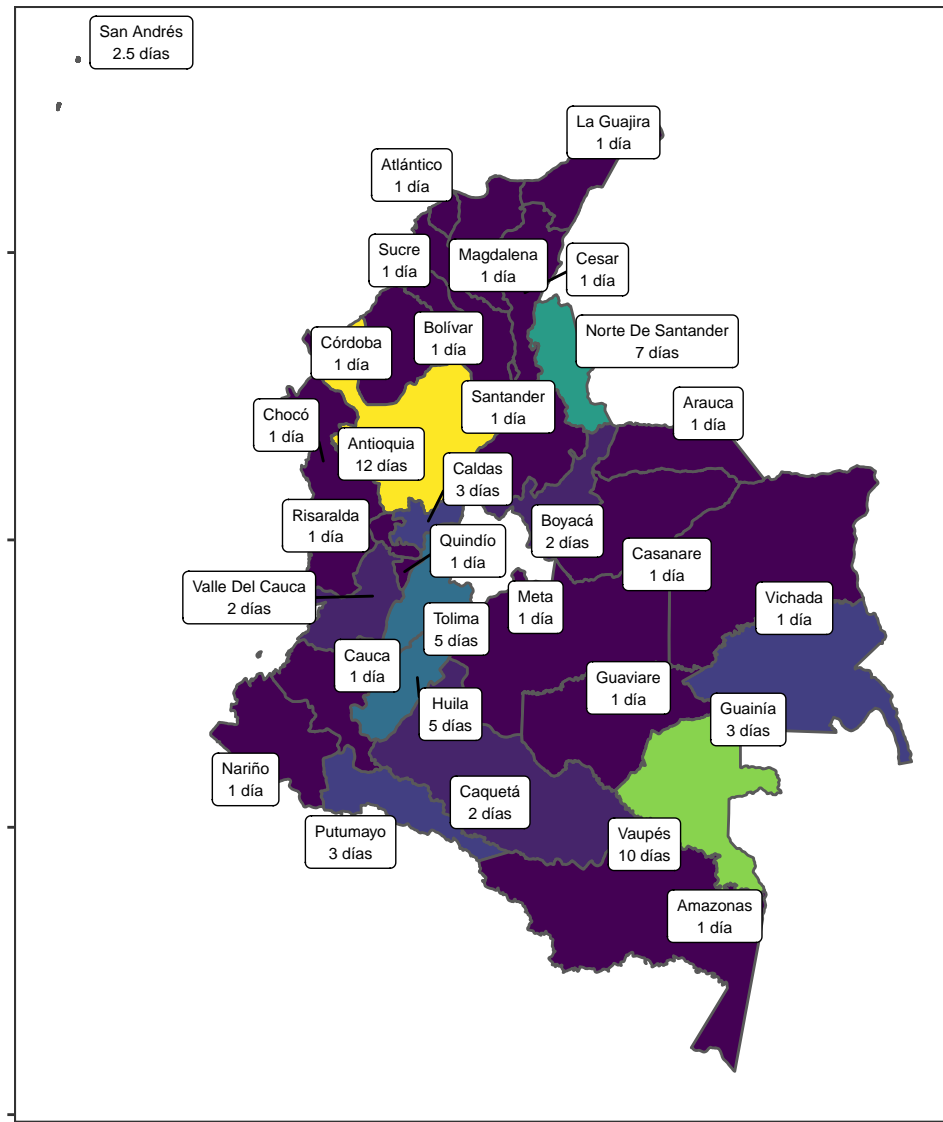 San Andrés
2.5 días
La Guajira
1 día
Atlántico
1 día
Sucre
1 día
Magdalena
1 día
Cesar
1 día
Norte De Santander
7 días
Bolívar
1 día
Córdoba
1 día
Santander
1 día
Arauca
1 día
Chocó
1 día
Antioquia
12 días
Caldas
3 días
Risaralda
1 día
Boyacá
2 días
Quindío
1 día
Casanare
1 día
Valle Del Cauca
2 días
Meta
1 día
Vichada
1 día
Tolima
5 días
Cauca
1 día
Guaviare
1 día
Huila
5 días
Guainía
3 días
Nariño
1 día
Caquetá
2 días
Putumayo
3 días
Vaupés
10 días
Amazonas
1 día